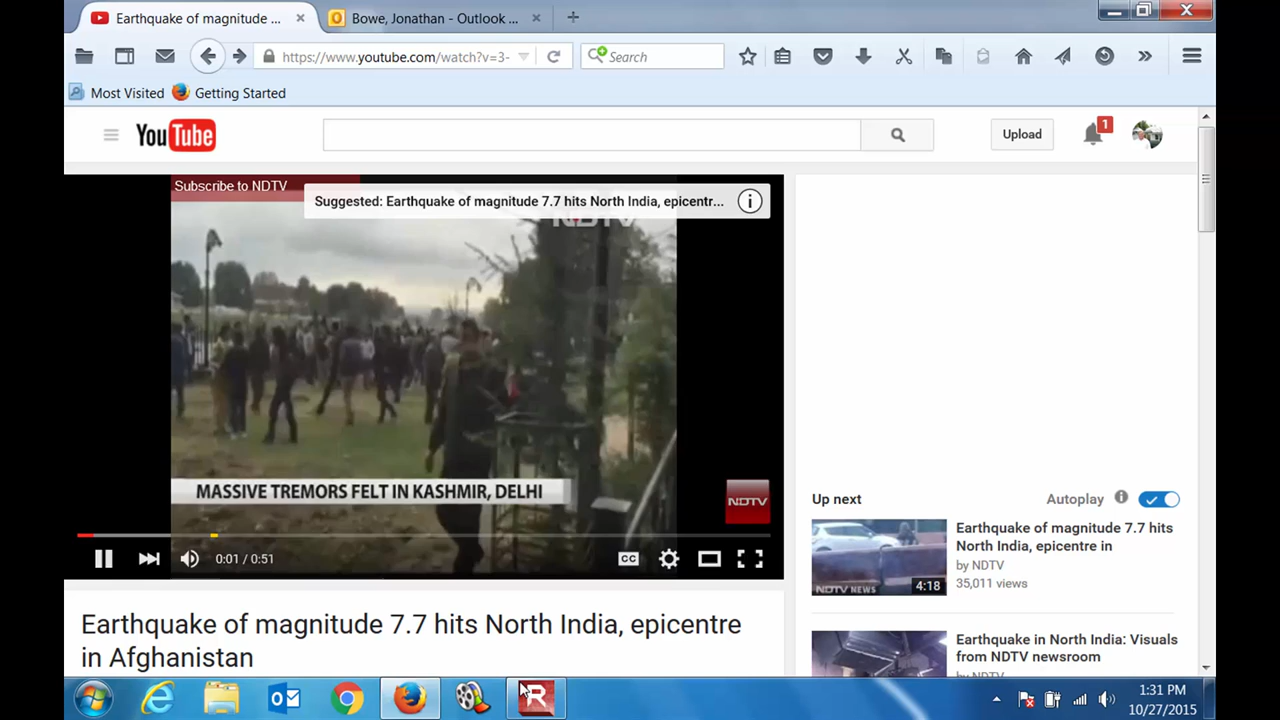 Earthquake of magnitude ...
Bowe, Jonathan - Outlook ...
https://www.youtube.com/watch?v=3-
Search
Most Visited
Getting Started
YouTube
Upload
1
Subscribe to NDTV
Suggested: Earthquake of magnitude 7.7 hits North India, epicentr...
NDTV
MASSIVE TREMORS FELT IN KASHMIR, DELHI
NDTV
0:01 / 0:51
CC
Earthquake of magnitude 7.7 hits North India, epicentre
in Afghanistan
Up next
Autoplay
Earthquake of magnitude 7.7 hits
North India, epicentre in
by NDTV
35,011 views
NDTV NEWS
4:18
Earthquake in North India: Visuals
from NDTV newsroom
1:31 PM
10/27/2015